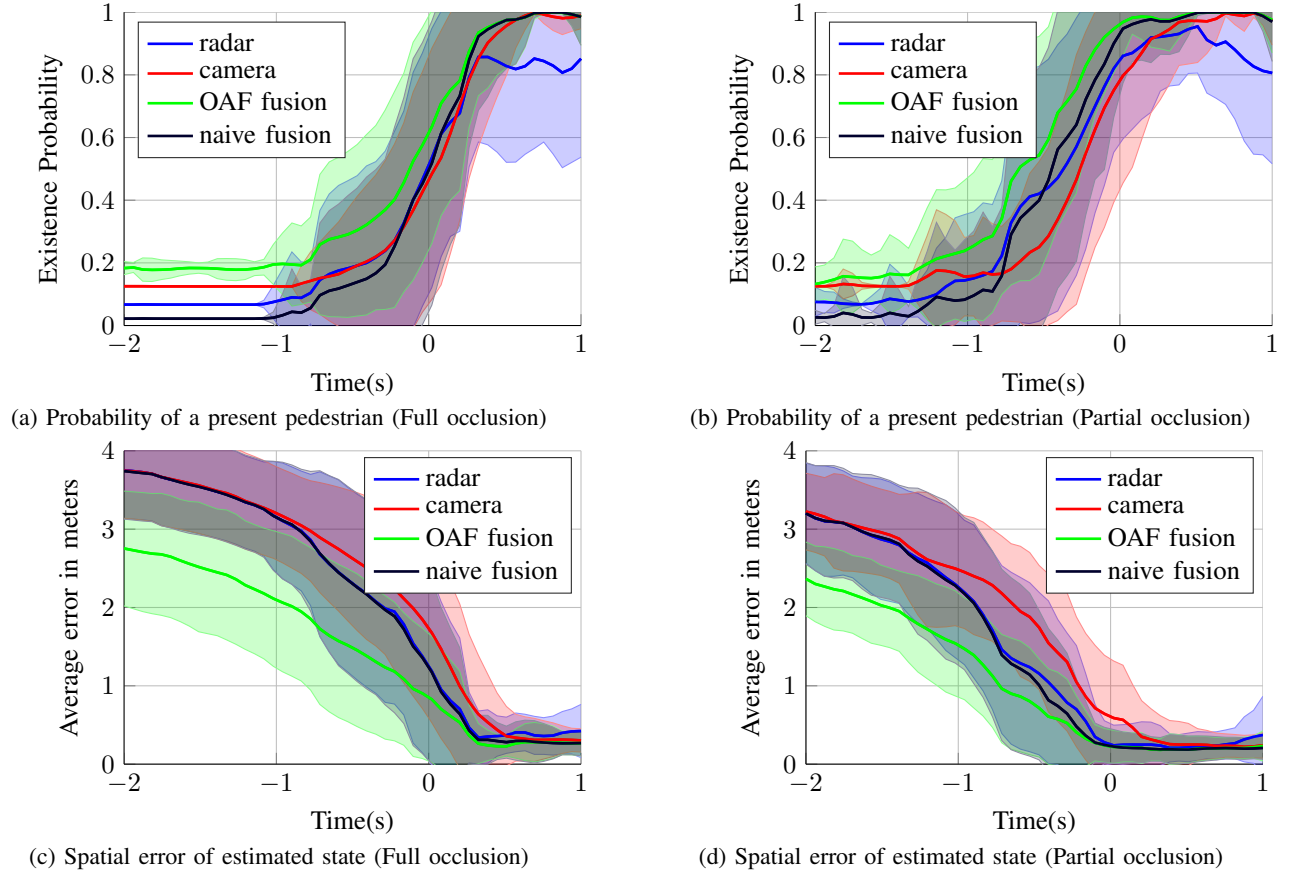 1
0.8
0.6
0.4
0.2
0
Existence Probability
radar
camera
OAF fusion
naive fusion
−2
−1
0
1
Time(s)
(a) Probability of a present pedestrian (Full occlusion)
1
0.8
0.6
0.4
0.2
0
Existence Probability
radar
camera
OAF fusion
naive fusion
−2
−1
0
1
Time(s)
(b) Probability of a present pedestrian (Partial occlusion)
4
3
2
1
0
Average error in meters
radar
camera
OAF fusion
naive fusion
−2
−1
0
1
Time(s)
(c) Spatial error of estimated state (Full occlusion)
4
3
2
1
0
Average error in meters
radar
camera
OAF fusion
naive fusion
−2
−1
0
1
Time(s)
(d) Spatial error of estimated state (Partial occlusion)